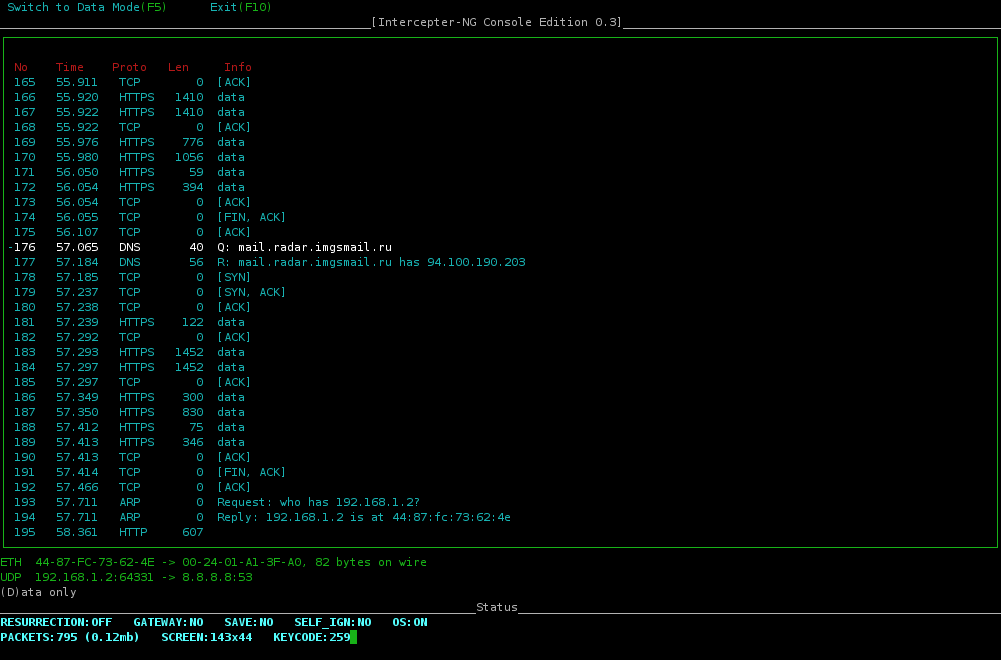 Switch to Data Mode(F5) Exit(F10)
[Intercepter-NG Console Edition 0.3]
No Time Proto Len Info
165 55.911 TCP 0 [ACK]
166 55.920 HTTPS 1410 data
167 55.922 HTTPS 1410 data
168 55.922 TCP 0 [ACK]
169 55.976 HTTPS 776 data
170 55.980 HTTPS 1056 data
171 56.050 HTTPS 59 data
172 56.054 HTTPS 394 data
173 56.054 TCP 0 [ACK]
174 56.055 TCP 0 [FIN, ACK]
175 56.107 TCP 0 [ACK]
-176 57.065 DNS 40 Q: mail.radar.imgsmail.ru
177 57.184 DNS 56 R: mail.radar.imgsmail.ru has 94.100.190.203
178 57.185 TCP 0 [SYN]
179 57.237 TCP 0 [SYN, ACK]
180 57.238 TCP 0 [ACK]
181 57.239 HTTPS 122 data
182 57.292 TCP 0 [ACK]
183 57.293 HTTPS 1452 data
184 57.297 HTTPS 1452 data
185 57.297 TCP 0 [ACK]
186 57.349 HTTPS 300 data
187 57.350 HTTPS 830 data
188 57.412 HTTPS 75 data
189 57.413 HTTPS 346 data
190 57.413 TCP 0 [ACK]
191 57.414 TCP 0 [FIN, ACK]
192 57.466 TCP 0 [ACK]
193 57.711 ARP 0 Request: who has 192.168.1.2?
194 57.711 ARP 0 Reply: 192.168.1.2 is at 44:87:fc:73:62:4e
195 58.361 HTTP 607
ETH 44-87-FC-73-62-4E -> 00-24-01-A1-3F-A0, 82 bytes on wire
UDP 192.168.1.2:64331 -> 8.8.8.8:53
(D)ata only
Status
RESURRECTION:OFF GATEWAY:NO SAVE:NO SELF_IGN:NO OS:ON
PACKETS:795 (0.12mb) SCREEN:143x44 KEYCODE:259